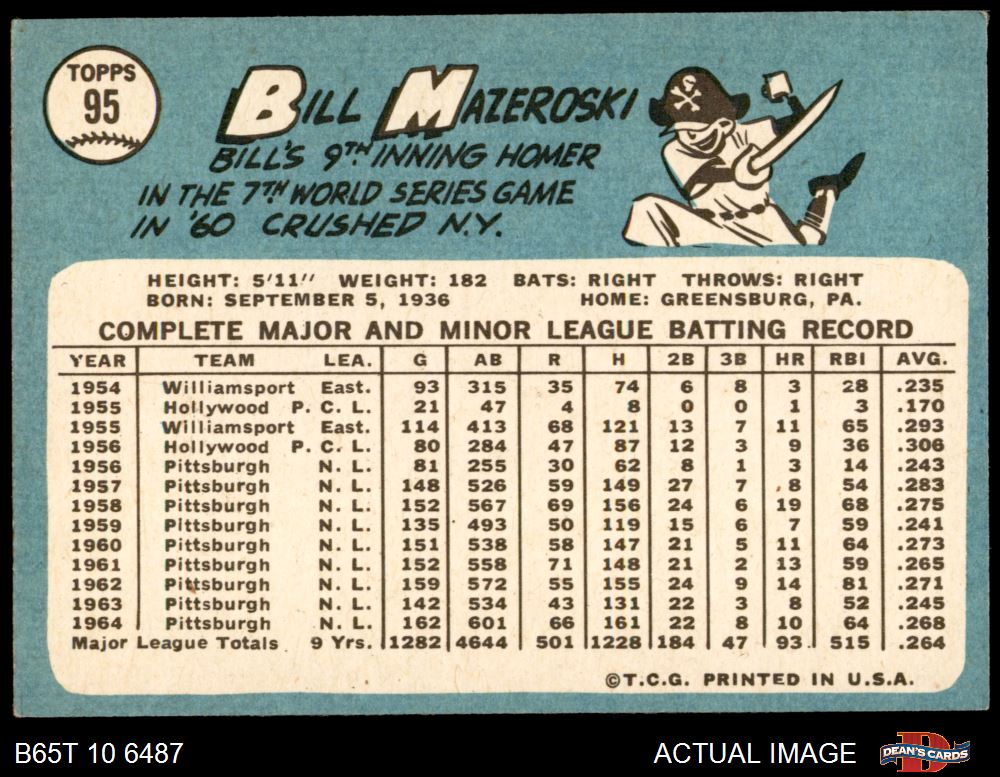 TOPPS
95
BILL MAZEROSKI
BILL'S 9TH INNING HOMER
IN THE 7TH WORLD SERIES GAME
IN '60 CRUSHED N.Y.
HEIGHT: 5'11" WEIGHT: 182 BATS: RIGHT THROWS: RIGHT
BORN: SEPTEMBER 5, 1936 HOME: GREENSBURG, PA.
COMPLETE MAJOR AND MINOR LEAGUE BATTING RECORD
YEAR TEAM LEA. G AB R H 2B 3B HR RBI AVG.
1954 Williamsport East. 93 315 35 74 6 8 3 28 .235
1955 Hollywood P. C. L. 21 47 4 8 0 0 1 3 .170
1955 Williamsport East. 114 413 68 121 13 7 11 65 .293
1956 Hollywood P. C. L. 80 284 47 87 12 3 9 36 .306
1956 Pittsburgh N. L. 81 255 30 62 8 1 3 14 .243
1957 Pittsburgh N. L. 148 526 59 149 27 7 8 54 .283
1958 Pittsburgh N. L. 152 567 69 156 24 6 19 68 .275
1959 Pittsburgh N. L. 135 493 50 119 15 6 7 59 .241
1960 Pittsburgh N. L. 151 538 58 147 21 5 11 64 .273
1961 Pittsburgh N. L. 152 558 71 148 21 2 13 59 .265
1962 Pittsburgh N. L. 159 572 55 155 24 9 14 81 .271
1963 Pittsburgh N. L. 142 534 43 131 22 3 8 52 .245
1964 Pittsburgh N. L. 162 601 66 161 22 8 10 64 .268
Major League Totals 9 Yrs. 1282 4644 501 1228 184 47 93 515 .264
©T.C.G. PRINTED IN U.S.A.
B65T 10 6487 ACTUAL IMAGE DEAN'S CARDS